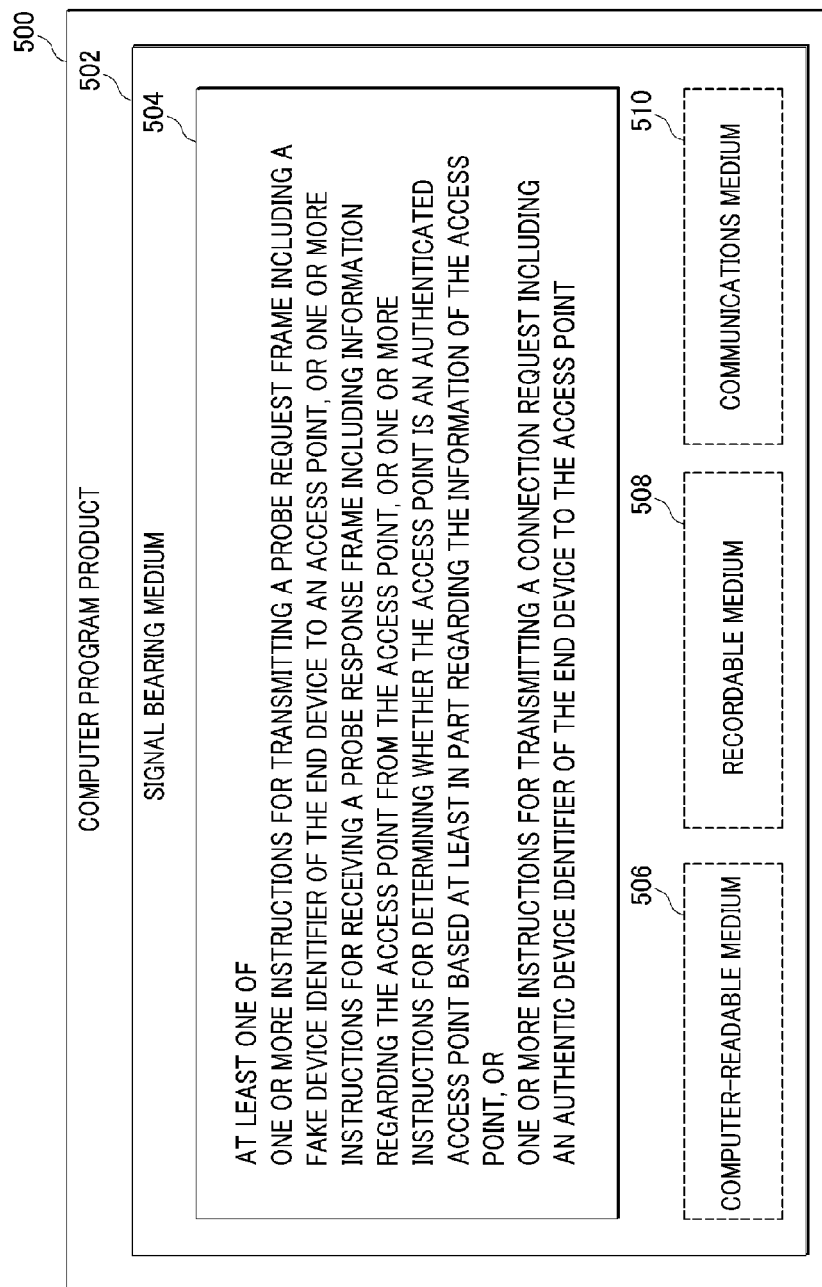 500
COMPUTER PROGRAM PRODUCT
502
SIGNAL BEARING MEDIUM
504
AT LEAST ONE OF
ONE OR MORE INSTRUCTIONS FOR TRANSMITTING A PROBE REQUEST FRAME INCLUDING A
FAKE DEVICE IDENTIFIER OF THE END DEVICE TO AN ACCESS POINT, OR ONE OR MORE
INSTRUCTIONS FOR RECEIVING A PROBE RESPONSE FRAME INCLUDING INFORMATION
REGARDING THE ACCESS POINT FROM THE ACCESS POINT, OR ONE OR MORE
INSTRUCTIONS FOR DETERMINING WHETHER THE ACCESS POINT IS AN AUTHENTICATED
ACCESS POINT BASED AT LEAST IN PART REGARDING THE INFORMATION OF THE ACCESS
POINT, OR
ONE OR MORE INSTRUCTIONS FOR TRANSMITTING A CONNECTION REQUEST INCLUDING
AN AUTHENTIC DEVICE IDENTIFIER OF THE END DEVICE TO THE ACCESS POINT
506
COMPUTER-READABLE MEDIUM
508
RECORDABLE MEDIUM
510
COMMUNICATIONS MEDIUM